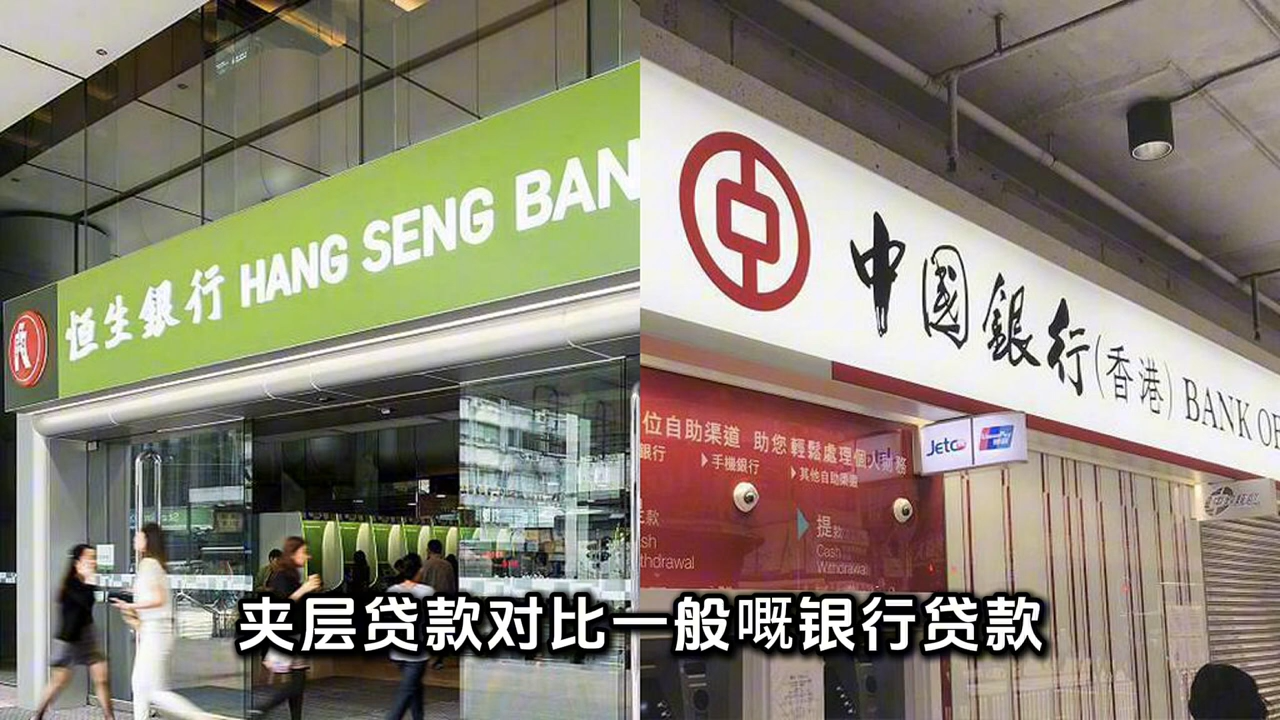 恒生銀行 HANG SENG BAN
中國銀行(香港) BANK OF
位自助渠道 助您輕鬆處理個人財務
銀行
手機銀行
其他自助渠道
Jetco
提款
Cash
Withdrawal
夹层贷款对比一般嘅银行贷款